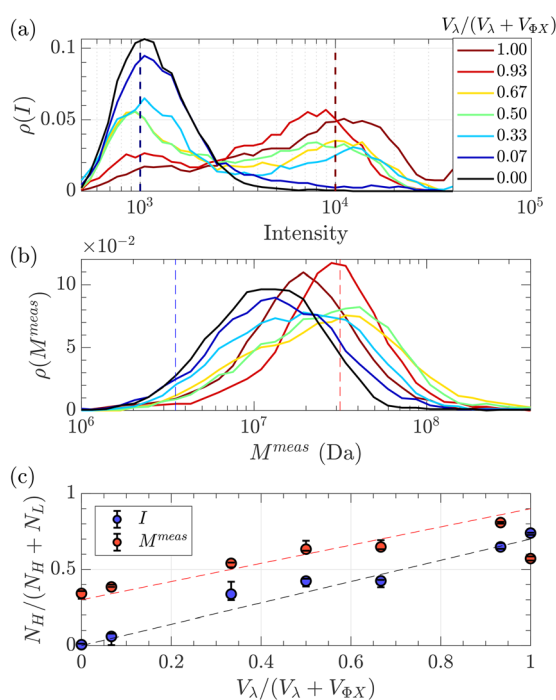 (a)
V_λ/(V_λ + V_ΦX)
0.1
0.05
0
ρ(I)
1.00
0.93
0.67
0.50
0.33
0.07
0.00
10^3
10^4
10^5
Intensity
(b)
×10^-2
10
5
0
ρ(M^meas)
10^6
10^7
10^8
M^meas (Da)
(c)
1
0.5
0
N_H/(N_H + N_L)
I
M^meas
0
0.2
0.4
0.6
0.8
1
V_λ/(V_λ + V_ΦX)